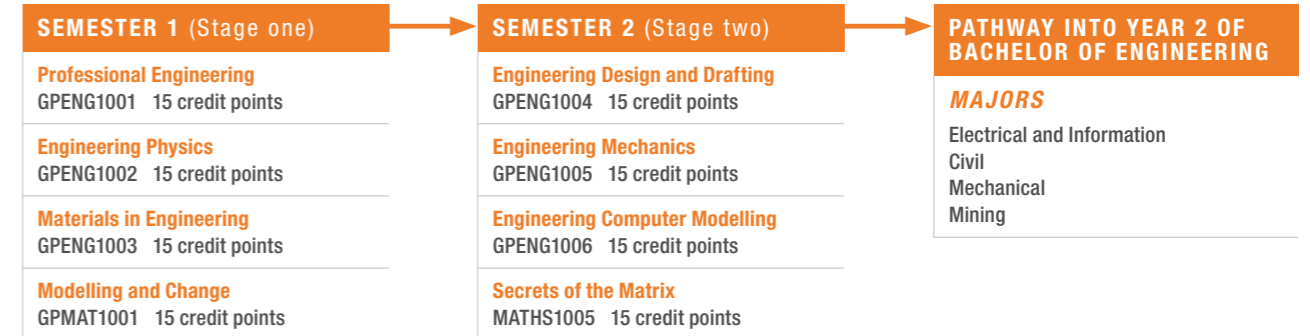 SEMESTER 1 (Stage one)
Professional Engineering
GPENG1001 15 credit points
Engineering Physics
GPENG1002 15 credit points
Materials in Engineering
GPENG1003 15 credit points
Modelling and Change
GPMAT1001 15 credit points
SEMESTER 2 (Stage two)
Engineering Design and Drafting
GPENG1004 15 credit points
Engineering Mechanics
GPENG1005 15 credit points
Engineering Computer Modelling
GPENG1006 15 credit points
Secrets of the Matrix
MATHS1005 15 credit points
PATHWAY INTO YEAR 2 OF
BACHELOR OF ENGINEERING
MAJORS
Electrical and Information
Civil
Mechanical
Mining